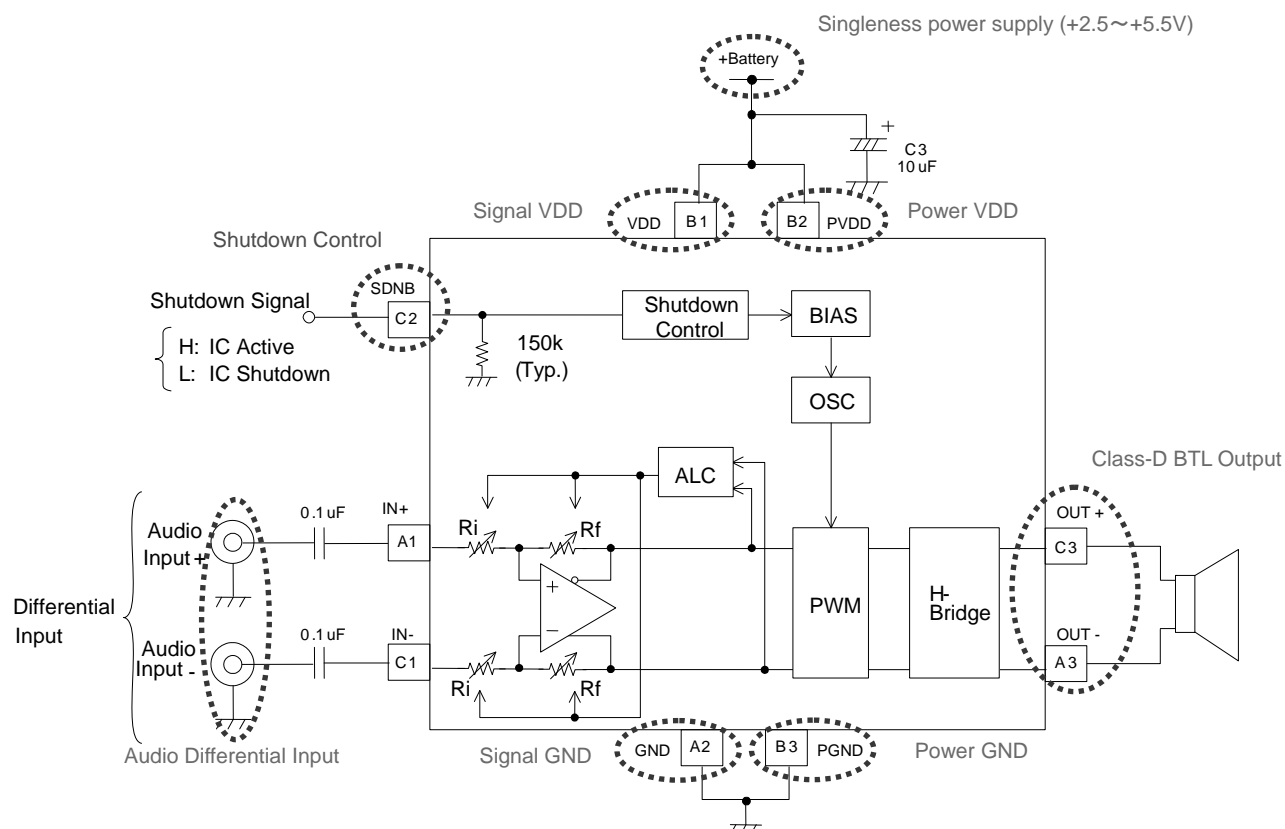 Singleness power supply (+2.5～+5.5V)
+Battery
+
C3
10 uF
Signal VDD
VDD
B1
B2
PVDD
Power VDD
Shutdown Control
SDNB
Shutdown Signal
C2
H: IC Active
L: IC Shutdown
150k
(Typ.)
Shutdown
Control
BIAS
OSC
ALC
Class-D BTL Output
Differential
Input
Audio
Input +
0.1 uF
IN+
A1
Ri
Rf
+
−
PWM
H-
Bridge
OUT +
C3
Audio
Input -
0.1 uF
IN-
C1
Ri
Rf
OUT -
A3
Audio Differential Input
Signal GND
GND
A2
B3
PGND
Power GND